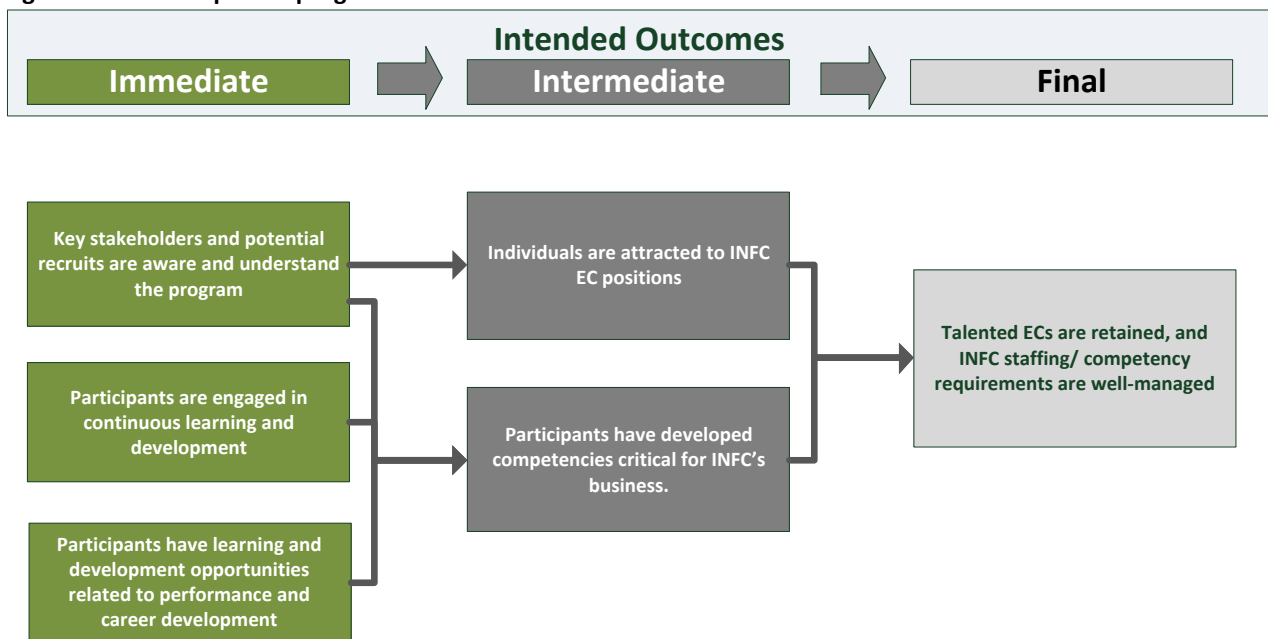 Intended Outcomes
Immediate
Intermediate
Final
Key stakeholders and potential
recruits are aware and understand
the program
Individuals are attracted to INFC
EC positions
Participants are engaged in
continuous learning and
development
Participants have developed
competencies critical for INFC's
business.
Participants have learning and
development opportunities
related to performance and
career development
Talented ECs are retained, and
INFC staffing/ competency
requirements are well-managed